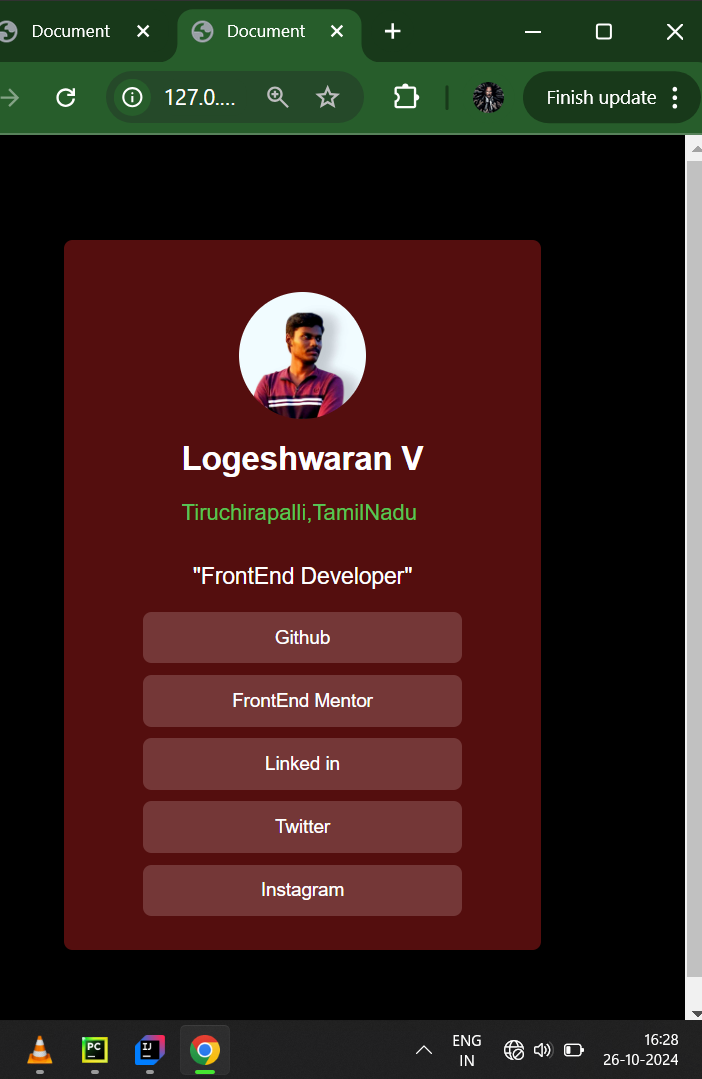 Document
Document
127.0....
Finish update
Logeshwaran V
Tiruchirapalli,TamilNadu
"FrontEnd Developer"
Github
FrontEnd Mentor
Linked in
Twitter
Instagram
PC
IJ
ENG
IN
16:28
26-10-2024